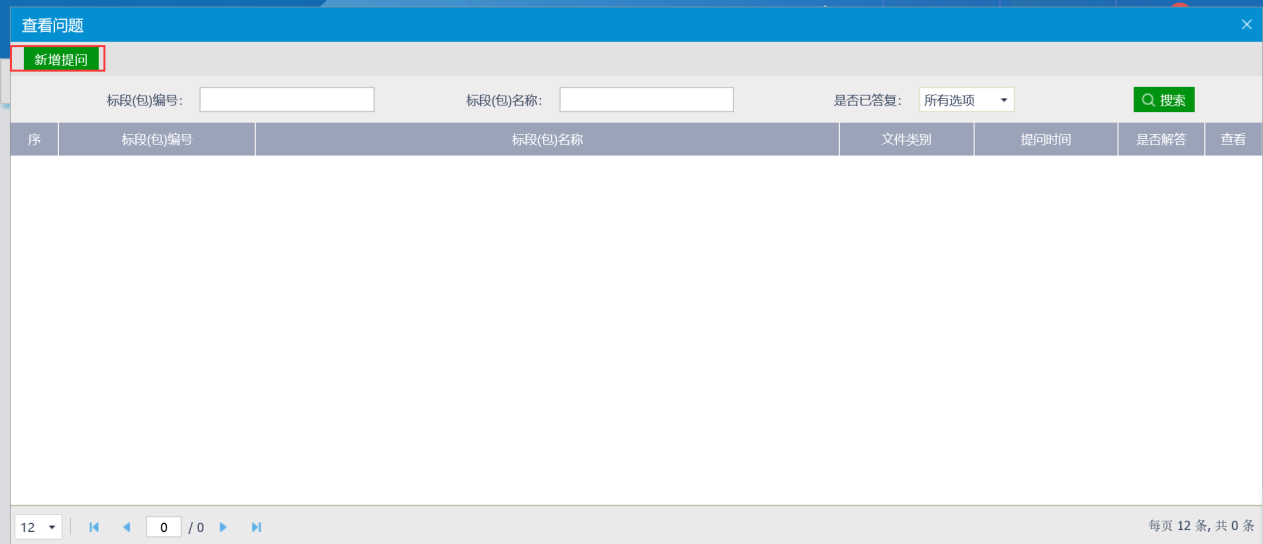 查看问题
新增提问
标段(包)编号: 标段(包)名称: 是否已答复: 所有选项 搜索
序 标段(包)编号 标段(包)名称 文件类别 提问时间 是否解答 查看
12 0 / 0 每页 12 条, 共 0 条